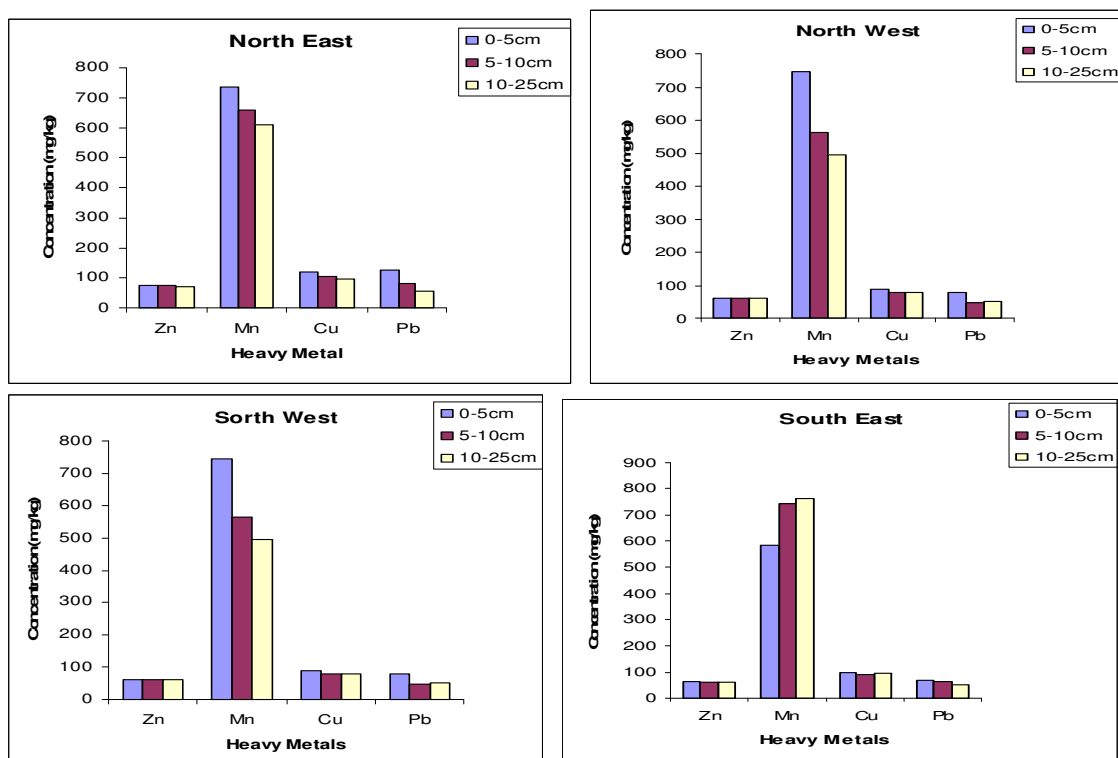 North East
0-5cm
5-10cm
10-25cm
800
700
600
500
400
300
200
100
0
Concentration (mg/kg)
Zn Mn Cu Pb
Heavy Metal
North West
0-5cm
5-10cm
10-25cm
800
700
600
500
400
300
200
100
0
Concentration (mg/kg)
Zn Mn Cu Pb
Heavy Metals
Sorth West
0-5cm
5-10cm
10-25cm
800
700
600
500
400
300
200
100
0
Concentration (mg/kg)
Zn Mn Cu Pb
Heavy Metals
South East
0-5cm
5-10cm
10-25cm
900
800
700
600
500
400
300
200
100
0
Concentration (mg/kg)
Zn Mn Cu Pb
Heavy Metals